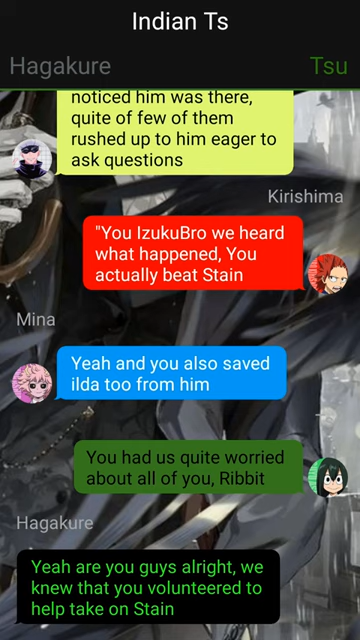 Indian Ts
Hagakure Tsu
noticed him was there,
quite of few of them
rushed up to him eager to
ask questions
Kirishima
"You IzukuBro we heard
what happened, You
actually beat Stain
Mina
Yeah and you also saved
ilda too from him
You had us quite worried
about all of you, Ribbit
Hagakure
Yeah are you guys alright, we
knew that you volunteered to
help take on Stain